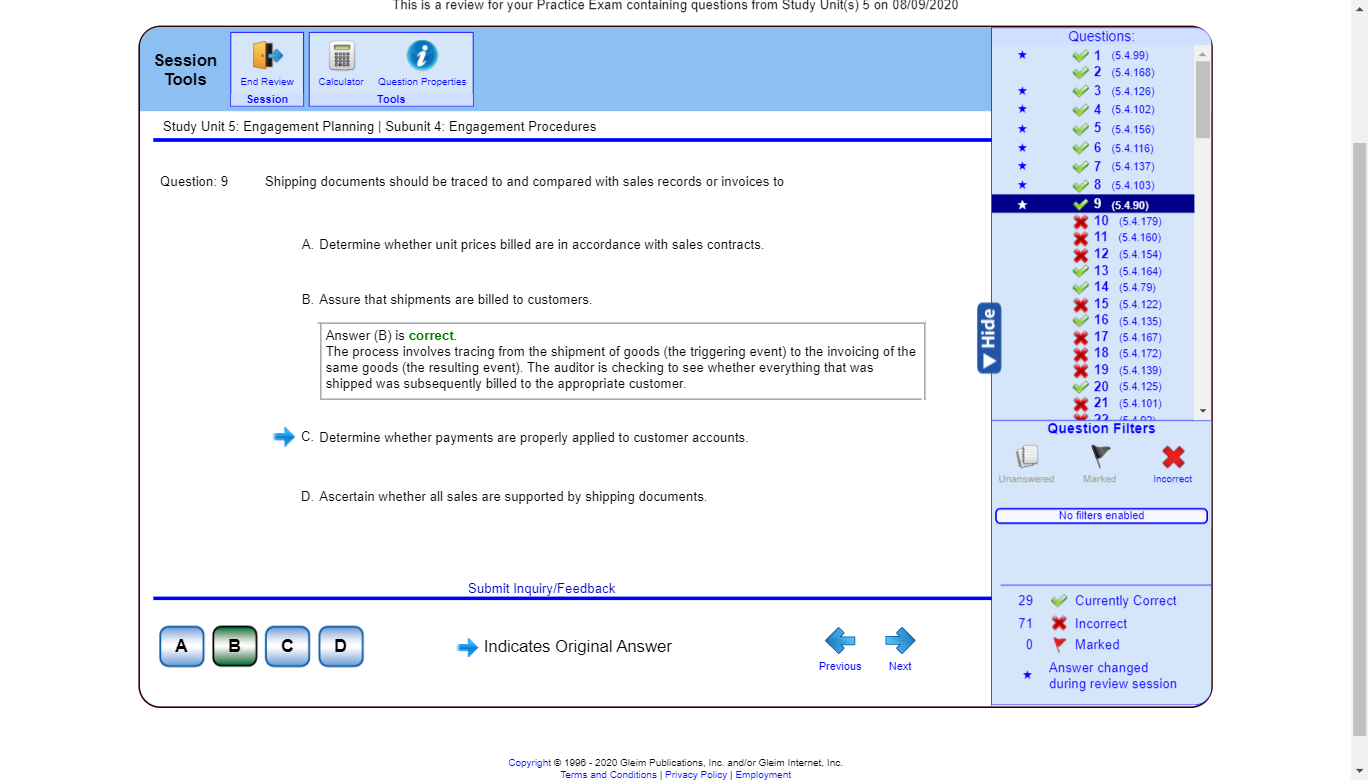 This is a review for your Practice Exam containing questions from Study Unit(s) 5 on 08/09/2020
Session
Tools
End Review
Session
Calculator
Question Properties
Tools
Study Unit 5: Engagement Planning | Subunit 4: Engagement Procedures
Question: 9
Shipping documents should be traced to and compared with sales records or invoices to
A. Determine whether unit prices billed are in accordance with sales contracts.
B. Assure that shipments are billed to customers.
Answer (B) is correct.
The process involves tracing from the shipment of goods (the triggering event) to the invoicing of the
same goods (the resulting event). The auditor is checking to see whether everything that was
shipped was subsequently billed to the appropriate customer.
C. Determine whether payments are properly applied to customer accounts.
D. Ascertain whether all sales are supported by shipping documents.
Submit Inquiry/Feedback
A
B
C
D
Indicates Original Answer
Previous
Next
Hide
Questions:
1 (5.4.99)
2 (5.4.168)
3 (5.4.126)
4 (5.4.102)
5 (5.4.156)
6 (5.4.116)
7 (5.4.137)
8 (5.4.103)
9 (5.4.90)
10 (5.4.179)
11 (5.4.160)
12 (5.4.154)
13 (5.4.164)
14 (5.4.79)
15 (5.4.122)
16 (5.4.135)
17 (5.4.167)
18 (5.4.172)
19 (5.4.139)
20 (5.4.125)
21 (5.4.101)
22 (5.4.92)
Question Filters
Unanswered
Marked
Incorrect
No filters enabled
29 Currently Correct
71 Incorrect
0 Marked
Answer changed
during review session
Copyright © 1996 - 2020 Gleim Publications, Inc. and/or Gleim Internet, Inc.
Terms and Conditions | Privacy Policy | Employment